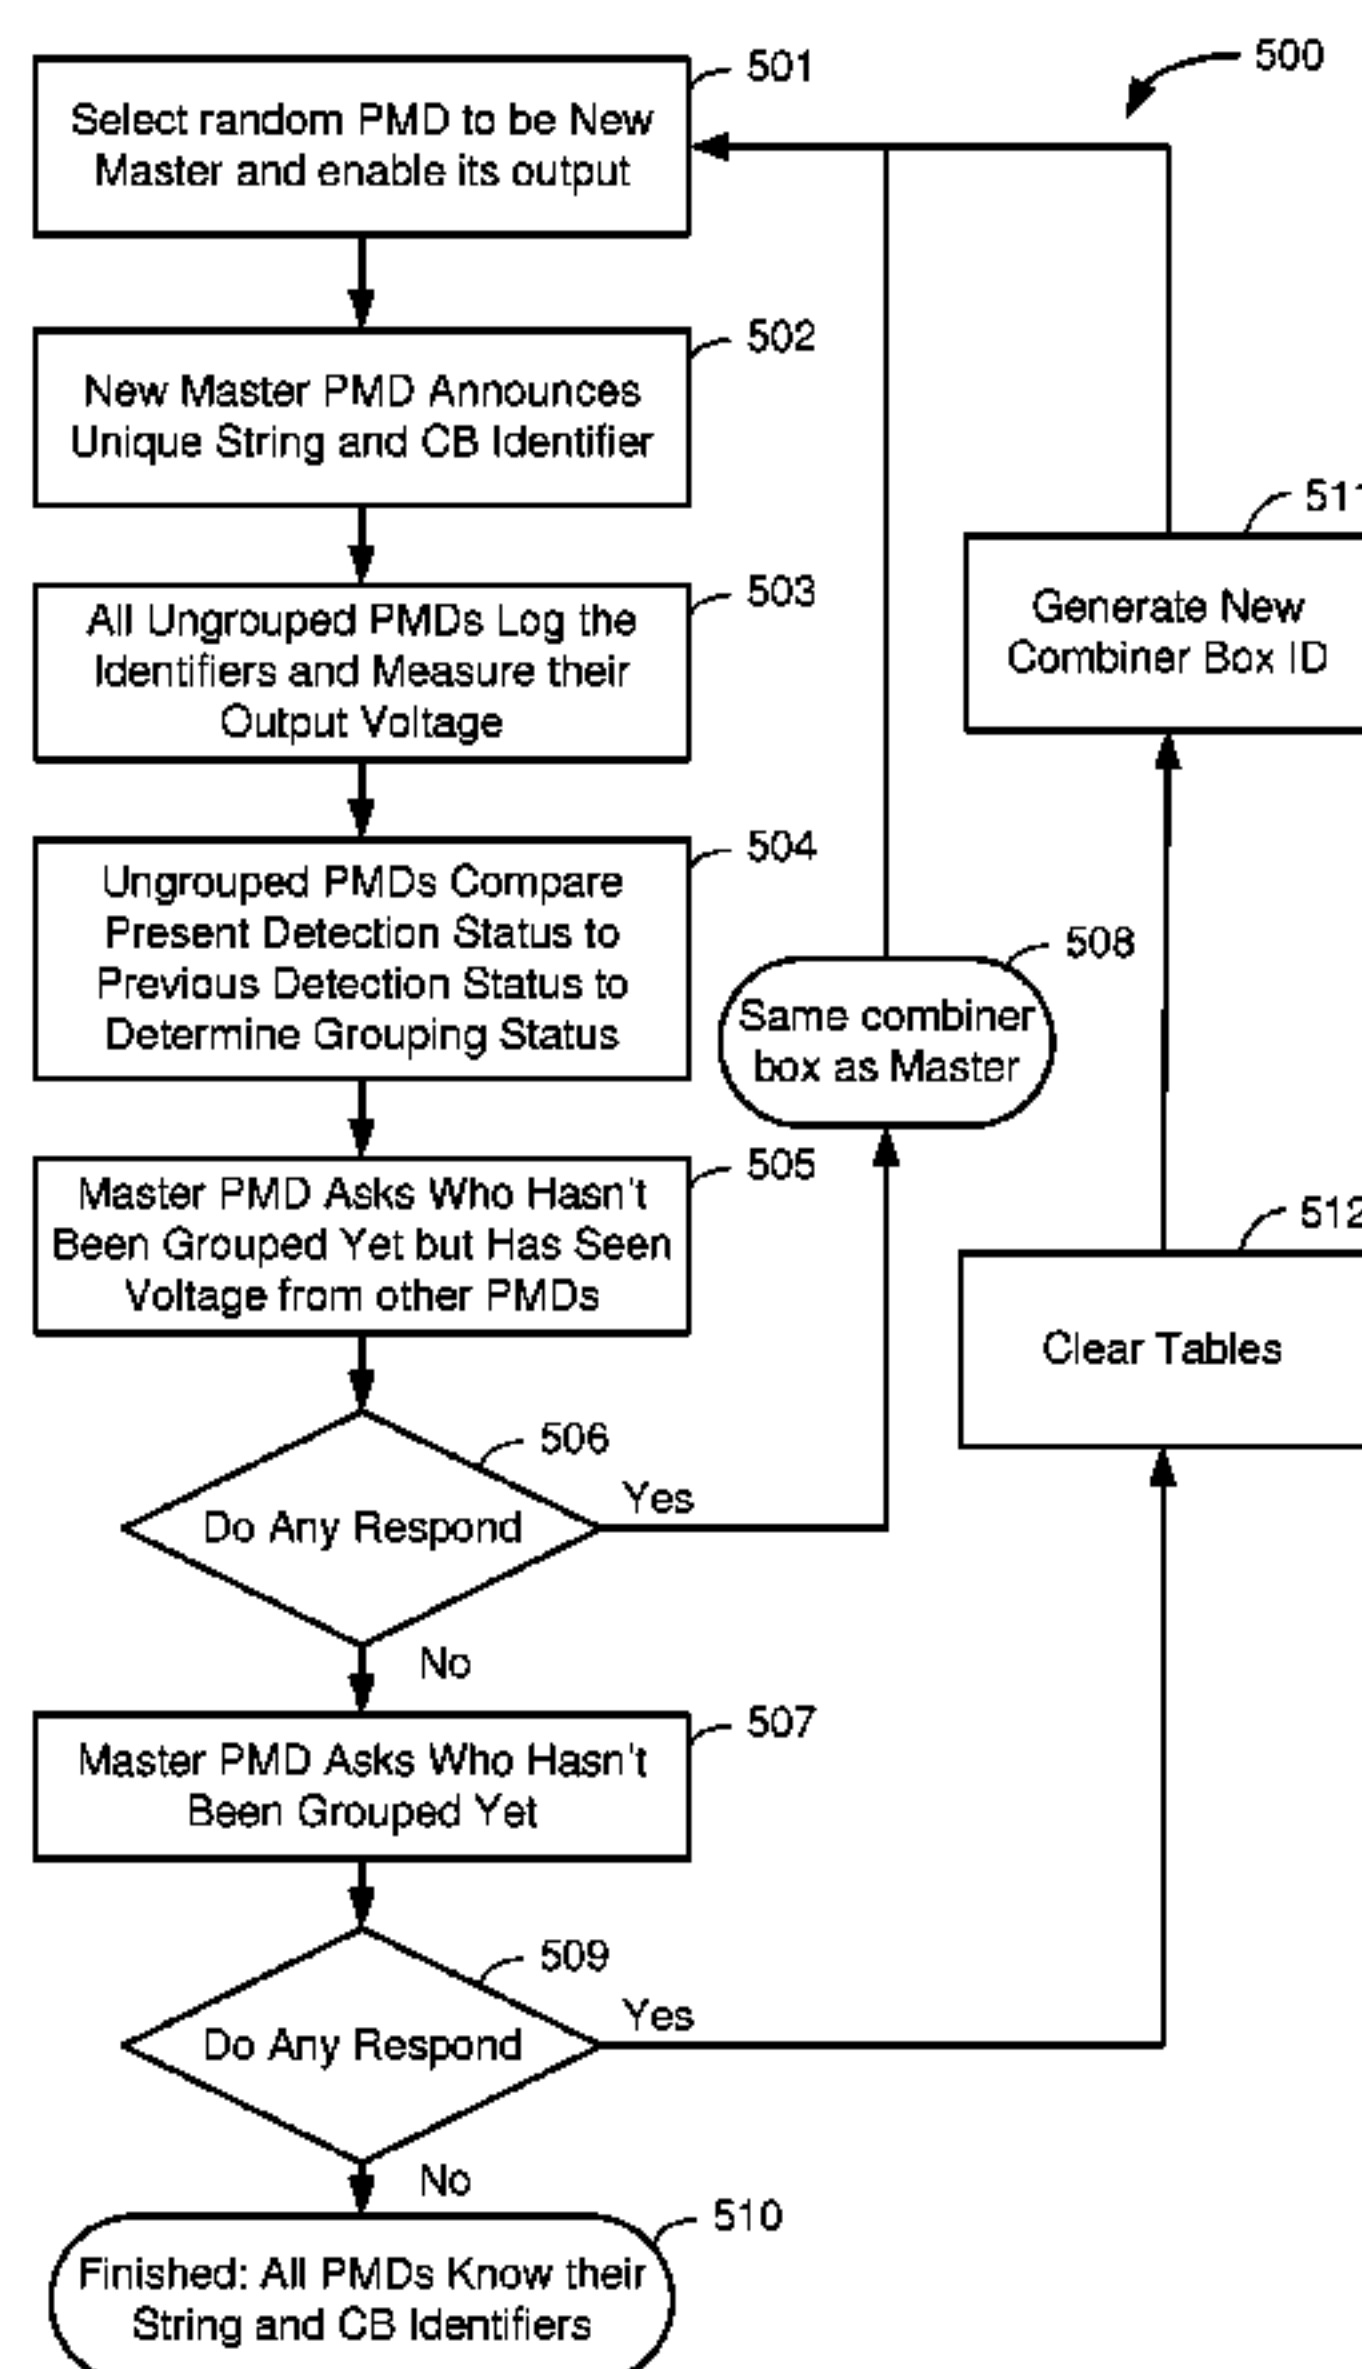 501
500
Select random PMD to be New
Master and enable its output
502
New Master PMD Announces
Unique String and CB Identifier
511
Generate New
Combiner Box ID
503
All Ungrouped PMDs Log the
Identifiers and Measure their
Output Voltage
504
Ungrouped PMDs Compare
Present Detection Status to
Previous Detection Status to
Determine Grouping Status
508
Same combiner
box as Master
505
Master PMD Asks Who Hasn't
Been Grouped Yet but Has Seen
Voltage from other PMDs
512
Clear Tables
506
Do Any Respond
Yes
No
507
Master PMD Asks Who Hasn't
Been Grouped Yet
509
Do Any Respond
Yes
No
510
Finished: All PMDs Know their
String and CB Identifiers